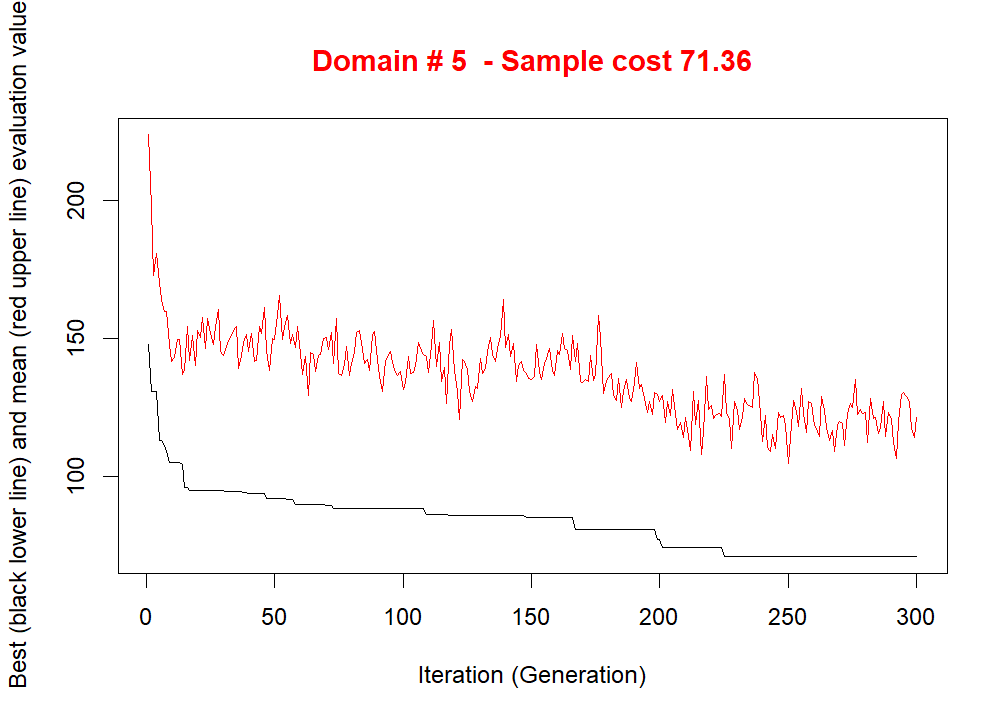 Domain # 5  - Sample cost 71.36
Best (black lower line) and mean (red upper line) evaluation value
200
150
100
0 50 100 150 200 250 300
Iteration (Generation)